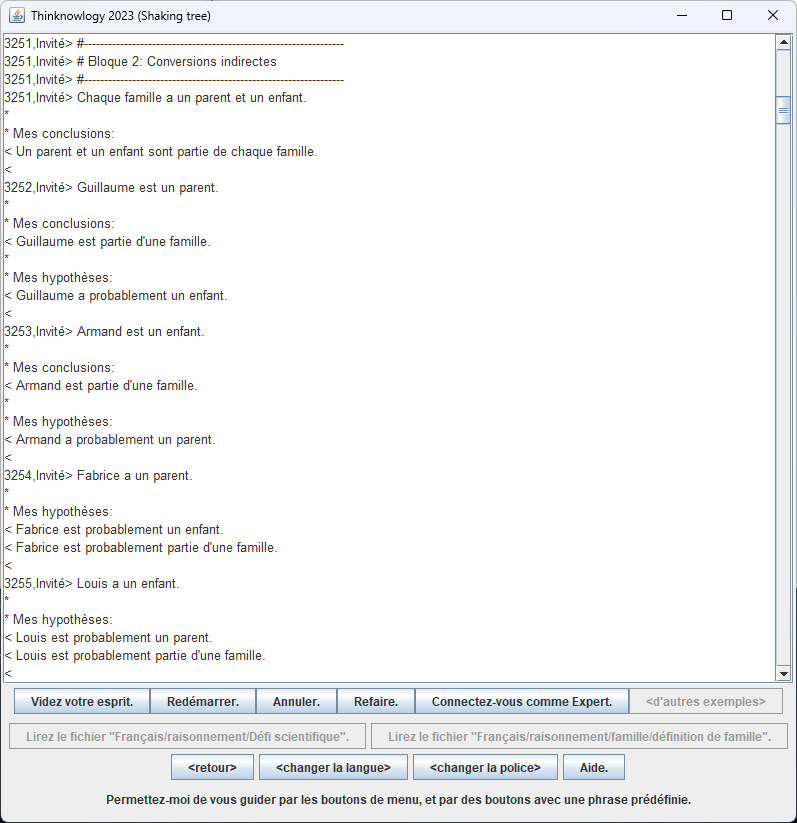 Thinknowlogy 2023 (Shaking tree)
3251,Invité> #-----------------------------------------------------------------
3251,Invité> # Bloque 2: Conversions indirectes
3251,Invité> #-----------------------------------------------------------------
3251,Invité> Chaque famille a un parent et un enfant.
*
* Mes conclusions:
< Un parent et un enfant sont partie de chaque famille.
<
3252,Invité> Guillaume est un parent.
*
* Mes conclusions:
< Guillaume est partie d'une famille.
*
* Mes hypothèses:
< Guillaume a probablement un enfant.
<
3253,Invité> Armand est un enfant.
*
* Mes conclusions:
< Armand est partie d'une famille.
*
* Mes hypothèses:
< Armand a probablement un parent.
<
3254,Invité> Fabrice a un parent.
*
* Mes hypothèses:
< Fabrice est probablement un enfant.
< Fabrice est probablement partie d'une famille.
<
3255,Invité> Louis a un enfant.
*
* Mes hypothèses:
< Louis est probablement un parent.
< Louis est probablement partie d'une famille.
<
Videz votre esprit. Redémarrer. Annuler. Refaire. Connectez-vous comme Expert. <d'autres exemples>
Lirez le fichier "Français/raisonnement/Défi scientifique". Lirez le fichier "Français/raisonnement/famille/définition de famille".
<retour> <changer la langue> <changer la police> Aide.
Permettez-moi de vous guider par les boutons de menu, et par des boutons avec une phrase prédéfinie.